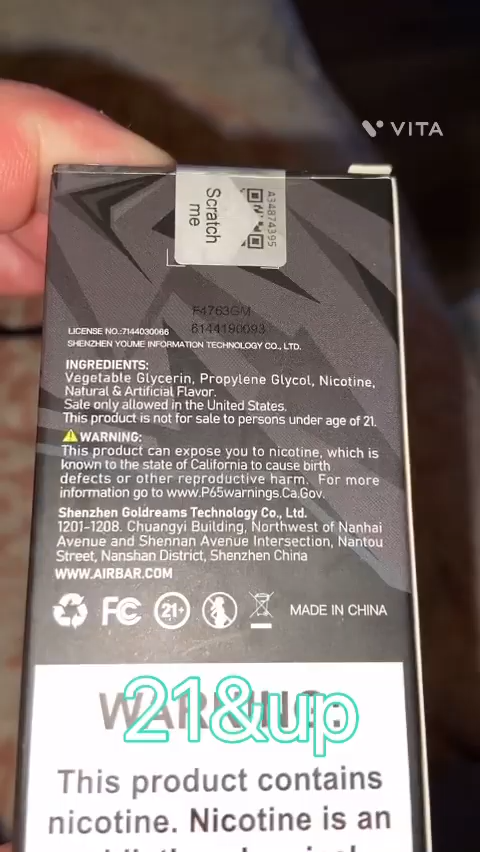 VITA
Scratch me
A34874395
F4763GM
LICENSE NO.:7144030066 6144190093
SHENZHEN YOUME INFORMATION TECHNOLOGY CO., LTD.
INGREDIENTS:
Vegetable Glycerin, Propylene Glycol, Nicotine,
Natural & Artificial Flavor.
Sale only allowed in the United States.
This product is not for sale to persons under age of 21.
WARNING:
This product can expose you to nicotine, which is
known to the state of California to cause birth
defects or other reproductive harm. For more
information go to www.P65warnings.Ca.Gov.
Shenzhen Goldreams Technology Co., Ltd.
1201-1208. Chuangyi Building, Northwest of Nanhai
Avenue and Shennan Avenue Intersection, Nantou
Street, Nanshan District, Shenzhen China
WWW.AIRBAR.COM
FC 21+ MADE IN CHINA
WARNING:
21&up
This product contains
nicotine. Nicotine is an